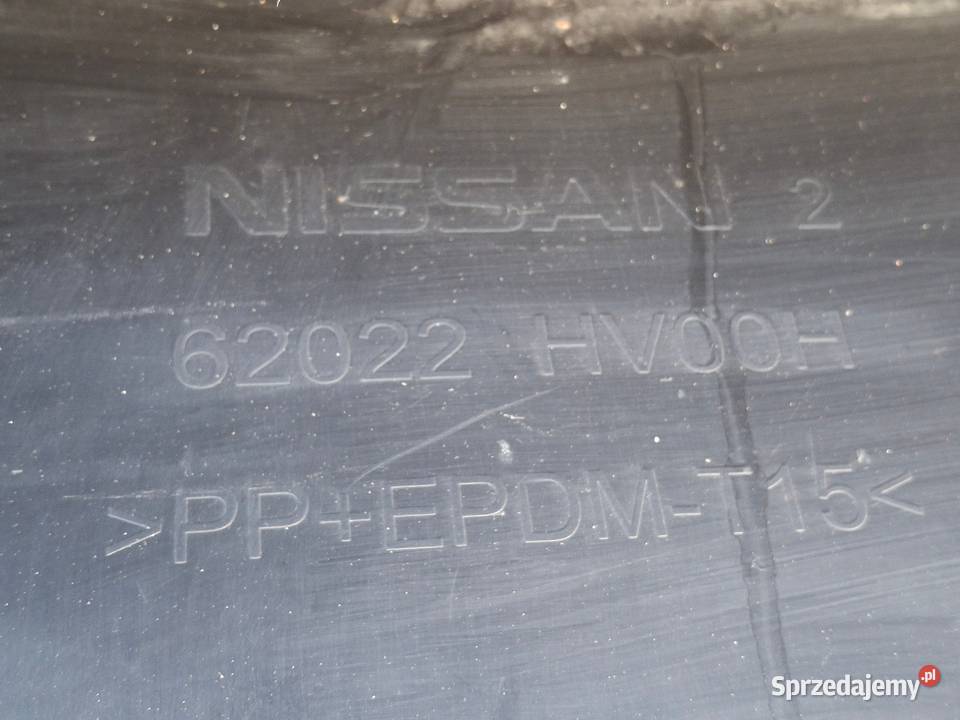 NISSAN 2
62022 HV00H
>PP+EPDM-T15<
Sprzedajemy.pl